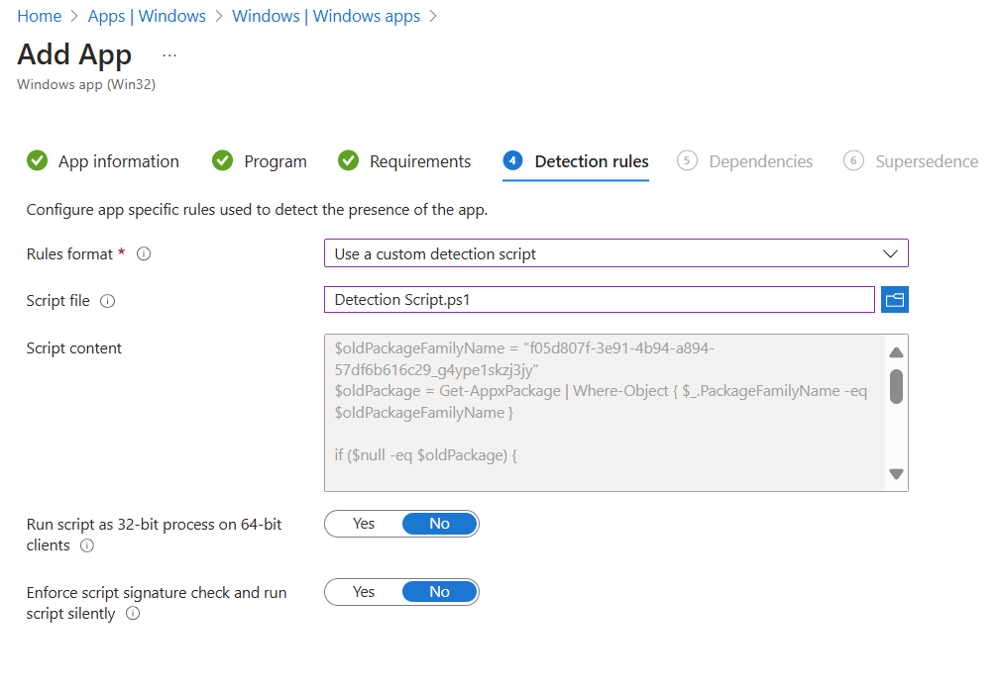 Home > Apps | Windows > Windows | Windows apps >
Add App ...
Windows app (Win32)
App information Program Requirements 4 Detection rules 5 Dependencies 6 Supersedence
Configure app specific rules used to detect the presence of the app.
Rules format * Use a custom detection script
Script file Detection Script.ps1
Script content
$oldPackageFamilyName = "f05d807f-3e91-4b94-a894-
57df6b616c29_g4ype1skzj3jy"
$oldPackage = Get-AppxPackage | Where-Object { $_.PackageFamilyName -eq
$oldPackageFamilyName }
if ($null -eq $oldPackage) {
Run script as 32-bit process on 64-bit
clients
Yes No
Enforce script signature check and run
script silently
Yes No